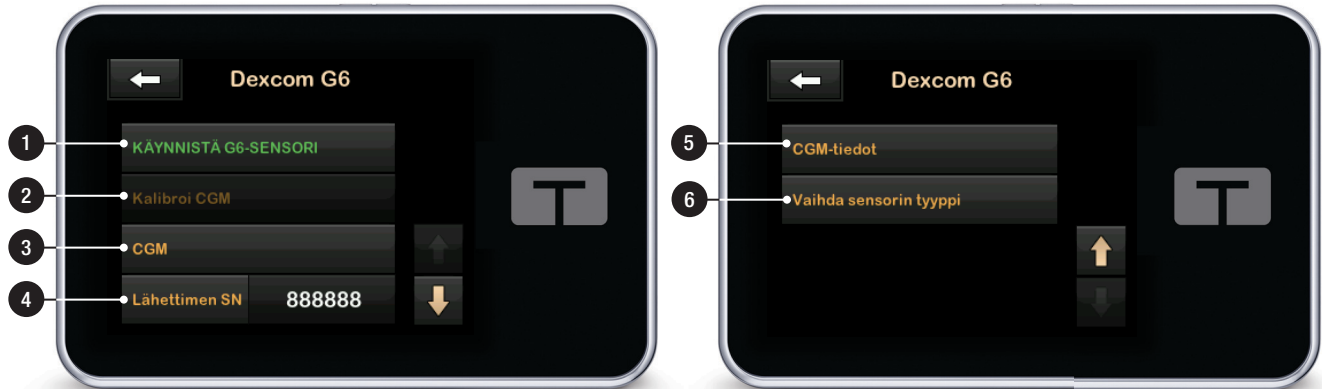 Dexcom G6
1 KÄYNNISTÄ G6-SENSORI
2 Kalibroi CGM
3 CGM
4 Lähettimen SN 888888
Dexcom G6
5 CGM-tiedot
6 Vaihda sensorin tyyppi